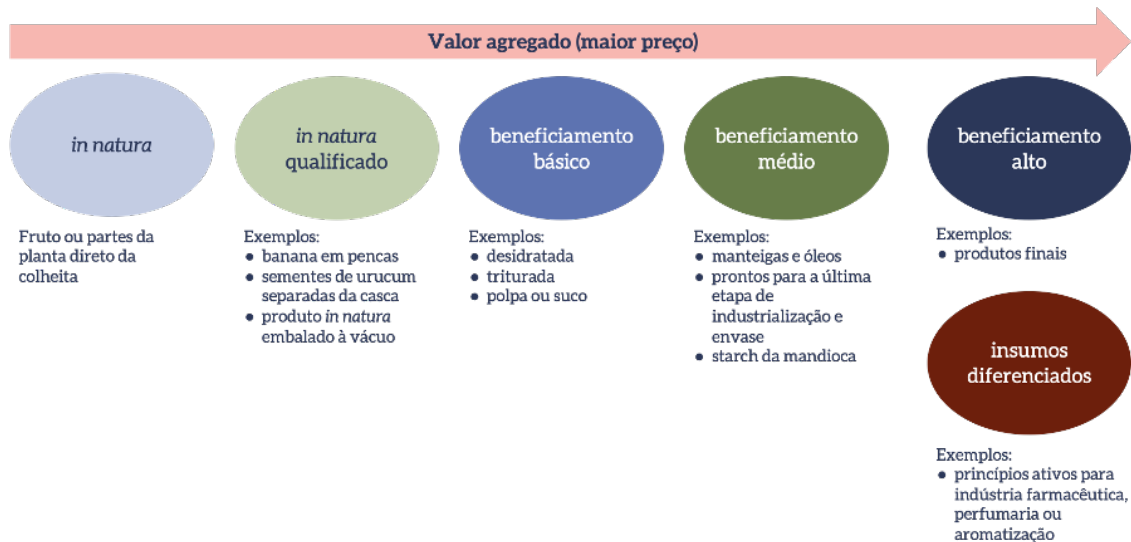 Valor agregado (maior preço)
in natura
Fruto ou partes da
planta direto da
colheita
in natura
qualificado
Exemplos:
● banana em pencas
● sementes de urucum
separadas da casca
● produto in natura
embalado à vácuo
beneficiamento
básico
Exemplos:
● desidratada
● triturada
● polpa ou suco
beneficiamento
médio
Exemplos:
● manteigas e óleos
● prontos para a última
etapa de
industrialização e
envase
● starch da mandioca
beneficiamento
alto
Exemplos:
● produtos finais
insumos
diferenciados
Exemplos:
● princípios ativos para
indústria farmacêutica,
perfumaria ou
aromatização